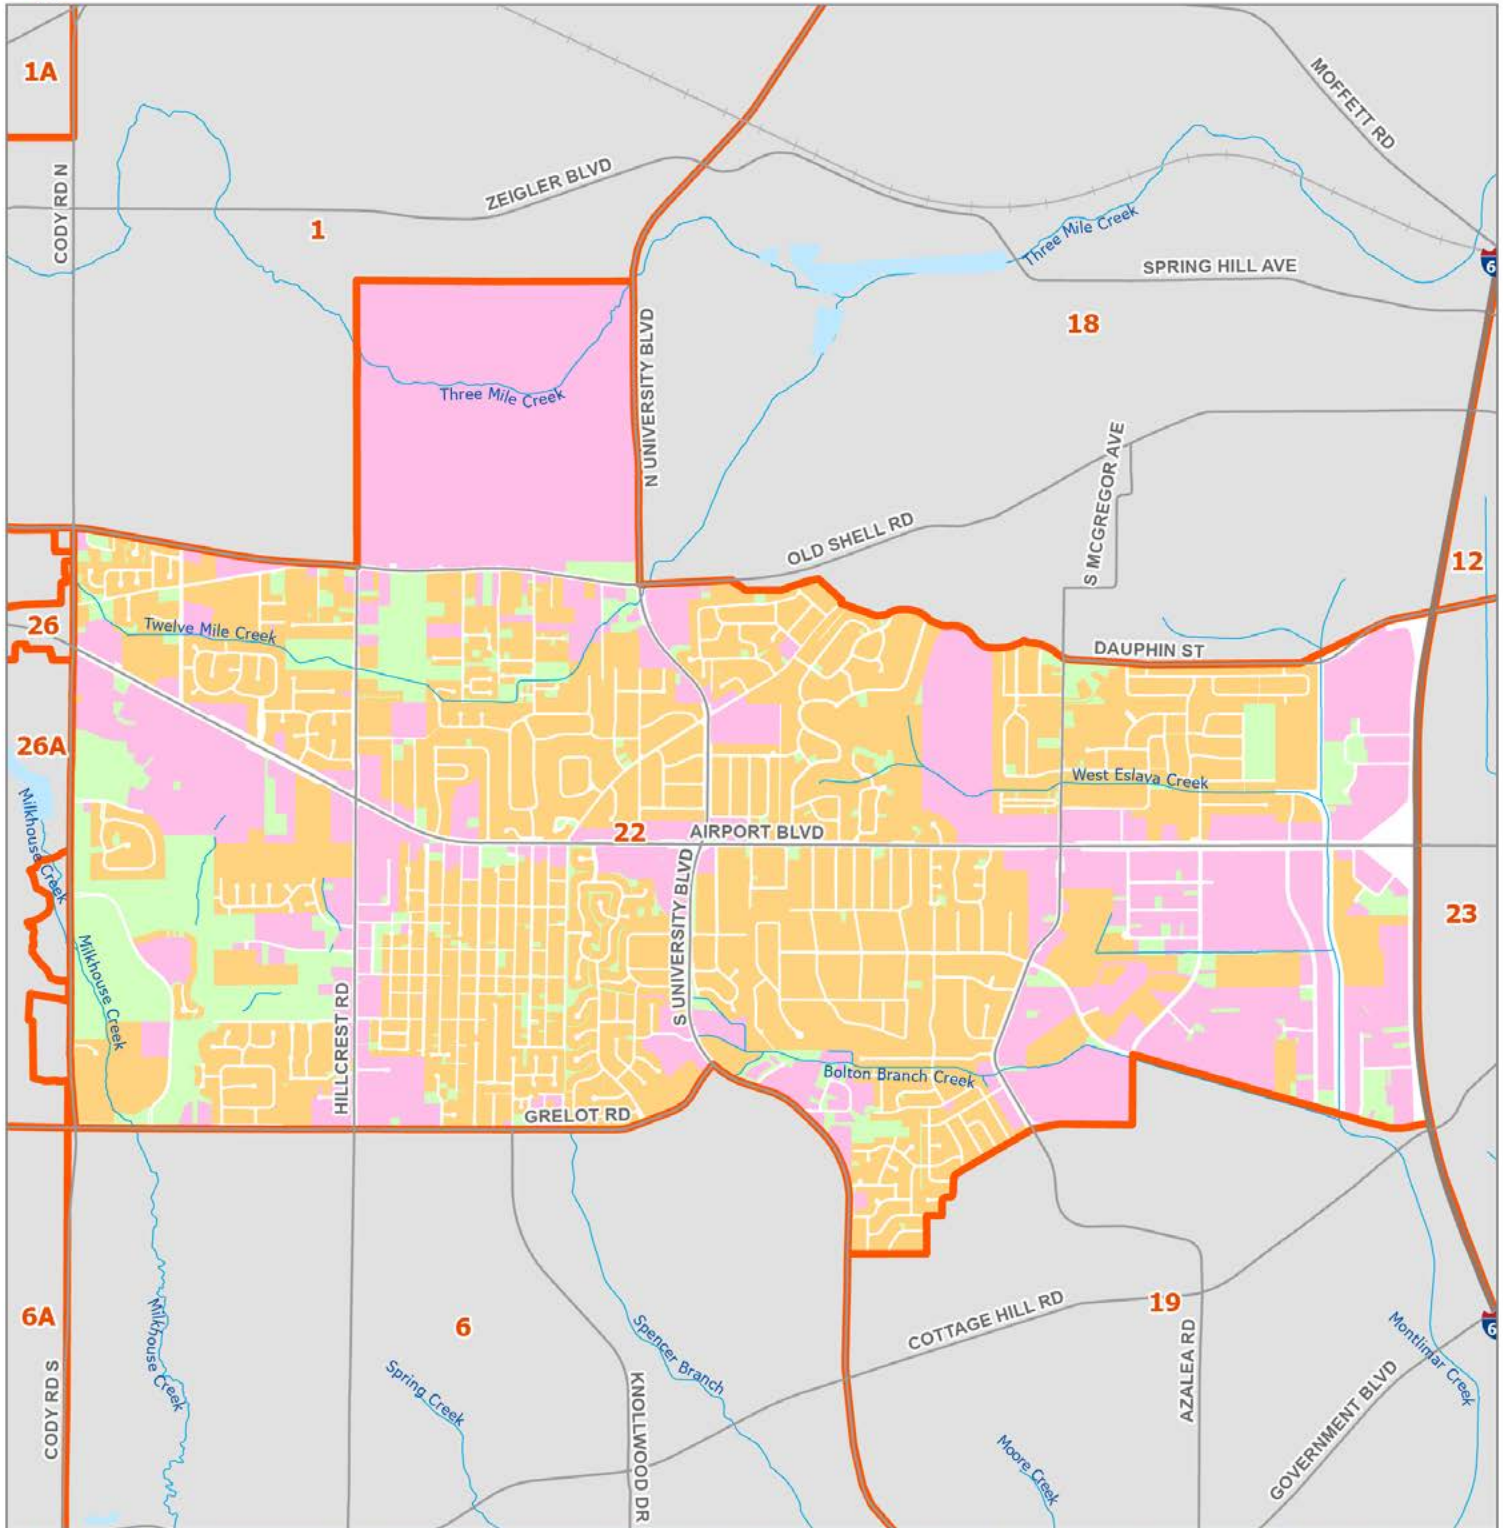 1A
MOFFETT RD
CODY RD N
ZEIGLER BLVD
1
Three Mile Creek
SPRING HILL AVE
6
18
N UNIVERSITY BLVD
Three Mile Creek
S MCGREGOR AVE
OLD SHELL RD
12
26
Twelve Mile Creek
DAUPHIN ST
26A
West Eslava Creek
Milkhouse Creek
22
AIRPORT BLVD
S UNIVERSITY BLVD
23
Milkhouse Creek
HILLCREST RD
Bolton Branch Creek
GRELOT RD
6A
6
19
COTTAGE HILL RD
Milkhouse Creek
Spencer Branch
AZALEA RD
Montlimar Creek
6
Spring Creek
CODY RD S
KNOLLWOOD DR
GOVERNMENT BLVD
Moore Creek